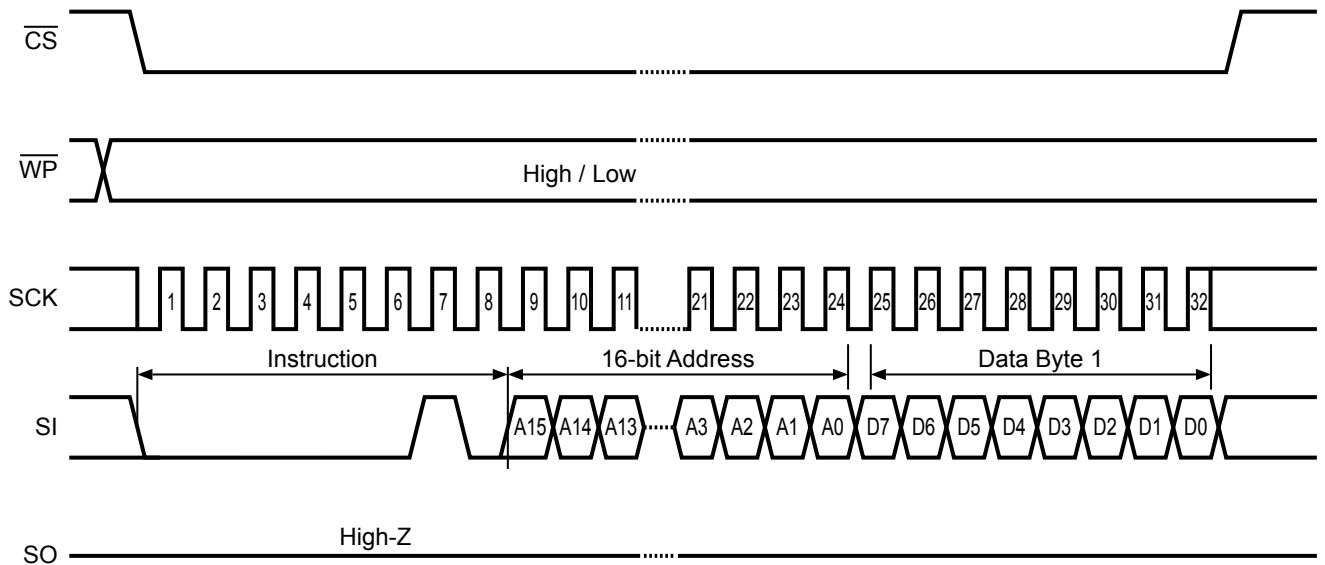 C̅S̅
W̅P̅
High / Low
SCK
1 2 3 4 5 6 7 8 9 10 11 21 22 23 24 25 26 27 28 29 30 31 32
Instruction 16-bit Address Data Byte 1
SI
A15 A14 A13 A3 A2 A1 A0 D7 D6 D5 D4 D3 D2 D1 D0
High-Z
SO